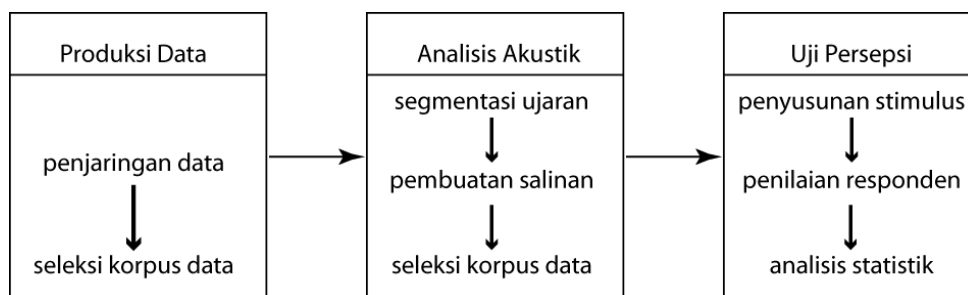 Produksi Data
penjaringan data
seleksi korpus data
Analisis Akustik
segmentasi ujaran
pembuatan salinan
seleksi korpus data
Uji Persepsi
penyusunan stimulus
penilaian responden
analisis statistik